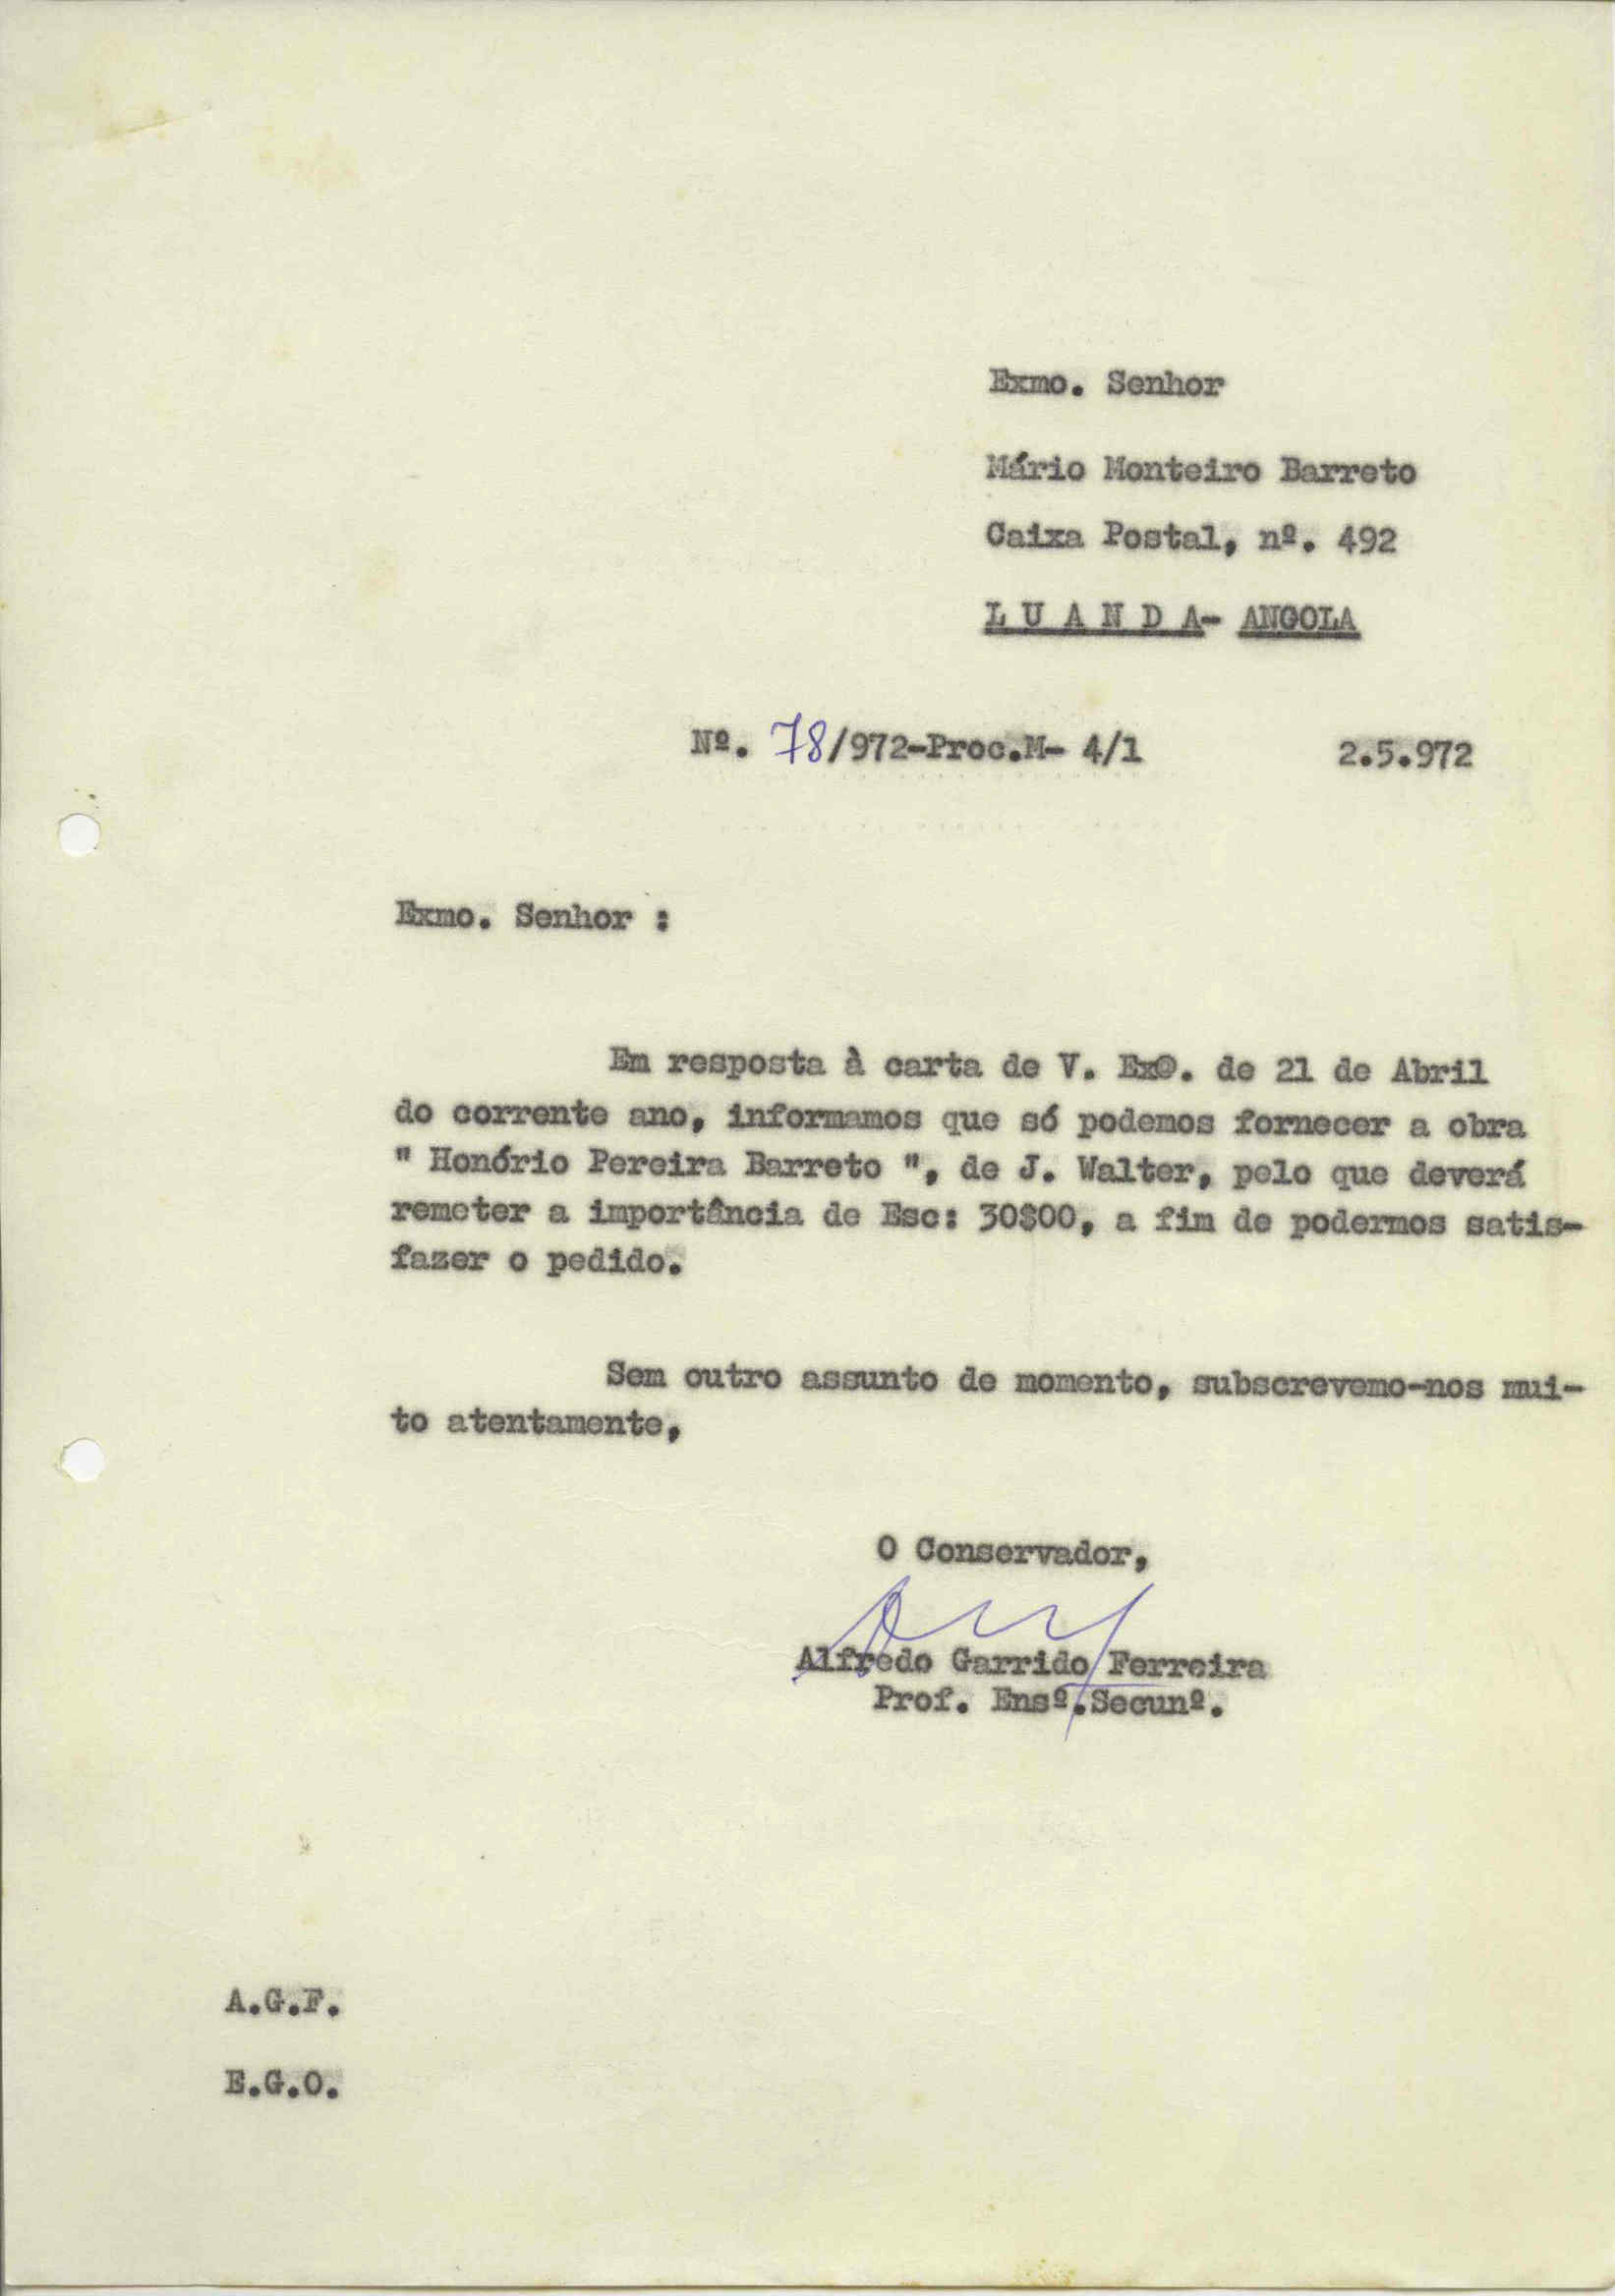 Exmo. Senhor
Mário Monteiro Barreto
Caixa Postal, nº. 492
L U A N D A- ANGOLA
Nº. 78/972-Proc.M- 4/1 2.5.972
Exmo. Senhor :
Em resposta à carta de V. Exª. de 21 de Abril
do corrente ano, informamos que só podemos fornecer a obra
" Honório Pereira Barreto ", de J. Walter, pelo que deverá
remeter a importância de Esc: 30$00, a fim de podermos satis-
fazer o pedido.
Sem outro assunto de momento, subscrevemo-nos mui-
to atentamente,
O Conservador,
Alfredo Garrido Ferreira
Prof. Ensº.Secunº.
A.G.F.
E.G.O.